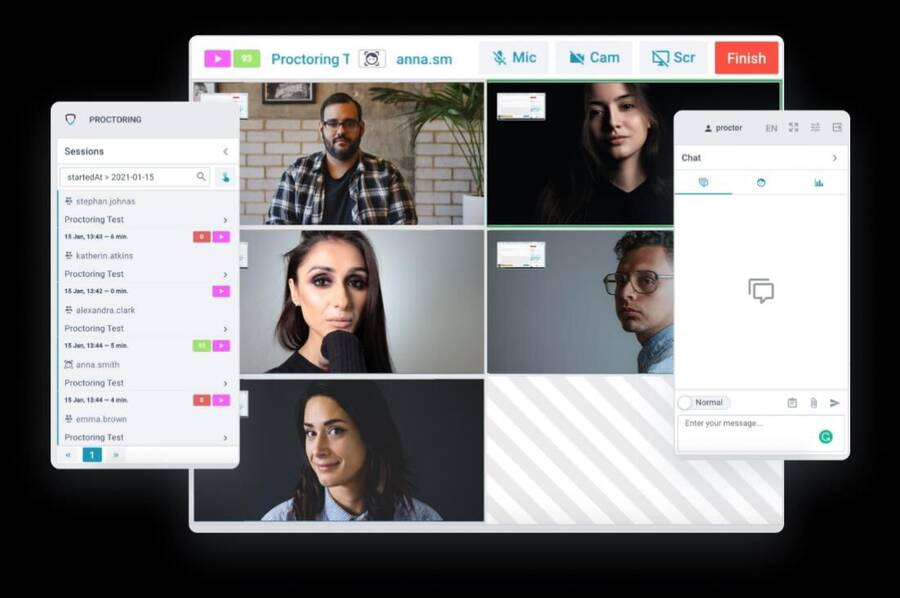 93
Proctoring T
anna.sm
Mic
Cam
Scr
Finish
PROCTORING
Sessions
startedAt > 2021-01-15
stephan.johnas
Proctoring Test
15 Jan, 13:43 — 6 min.
0
katherin.atkins
Proctoring Test
15 Jan, 13:42 — 0 min.
alexandra.clark
Proctoring Test
15 Jan, 13:44 — 5 min.
anna.smith
Proctoring Test
15 Jan, 13:44 — 4 min.
0
emma.brown
Proctoring Test
« 1 »
proctor
EN
Chat
Normal
Enter your message...